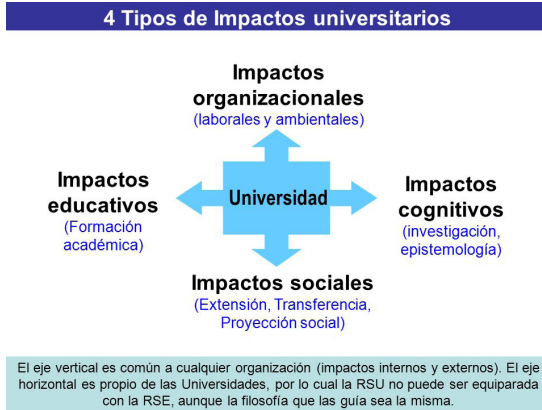 4 Tipos de Impactos universitarios
Impactos
organizacionales
(laborales y ambientales)
Impactos
educativos
(Formación
académica)
Universidad
Impactos
cognitivos
(investigación,
epistemología)
Impactos sociales
(Extensión, Transferencia,
Proyección social)
El eje vertical es común a cualquier organización (impactos internos y externos). El eje
horizontal es propio de las Universidades, por lo cual la RSU no puede ser equiparada
con la RSE, aunque la filosofía que las guía sea la misma.